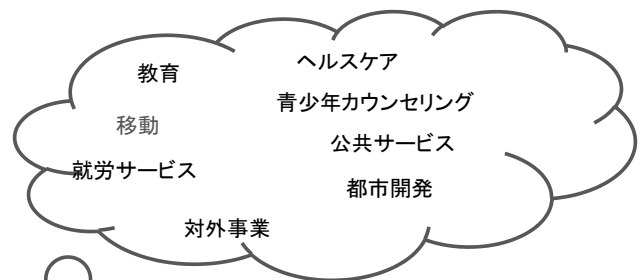 教育
ヘルスケア
青少年カウンセリング
移動
公共サービス
就労サービス
都市開発
対外事業